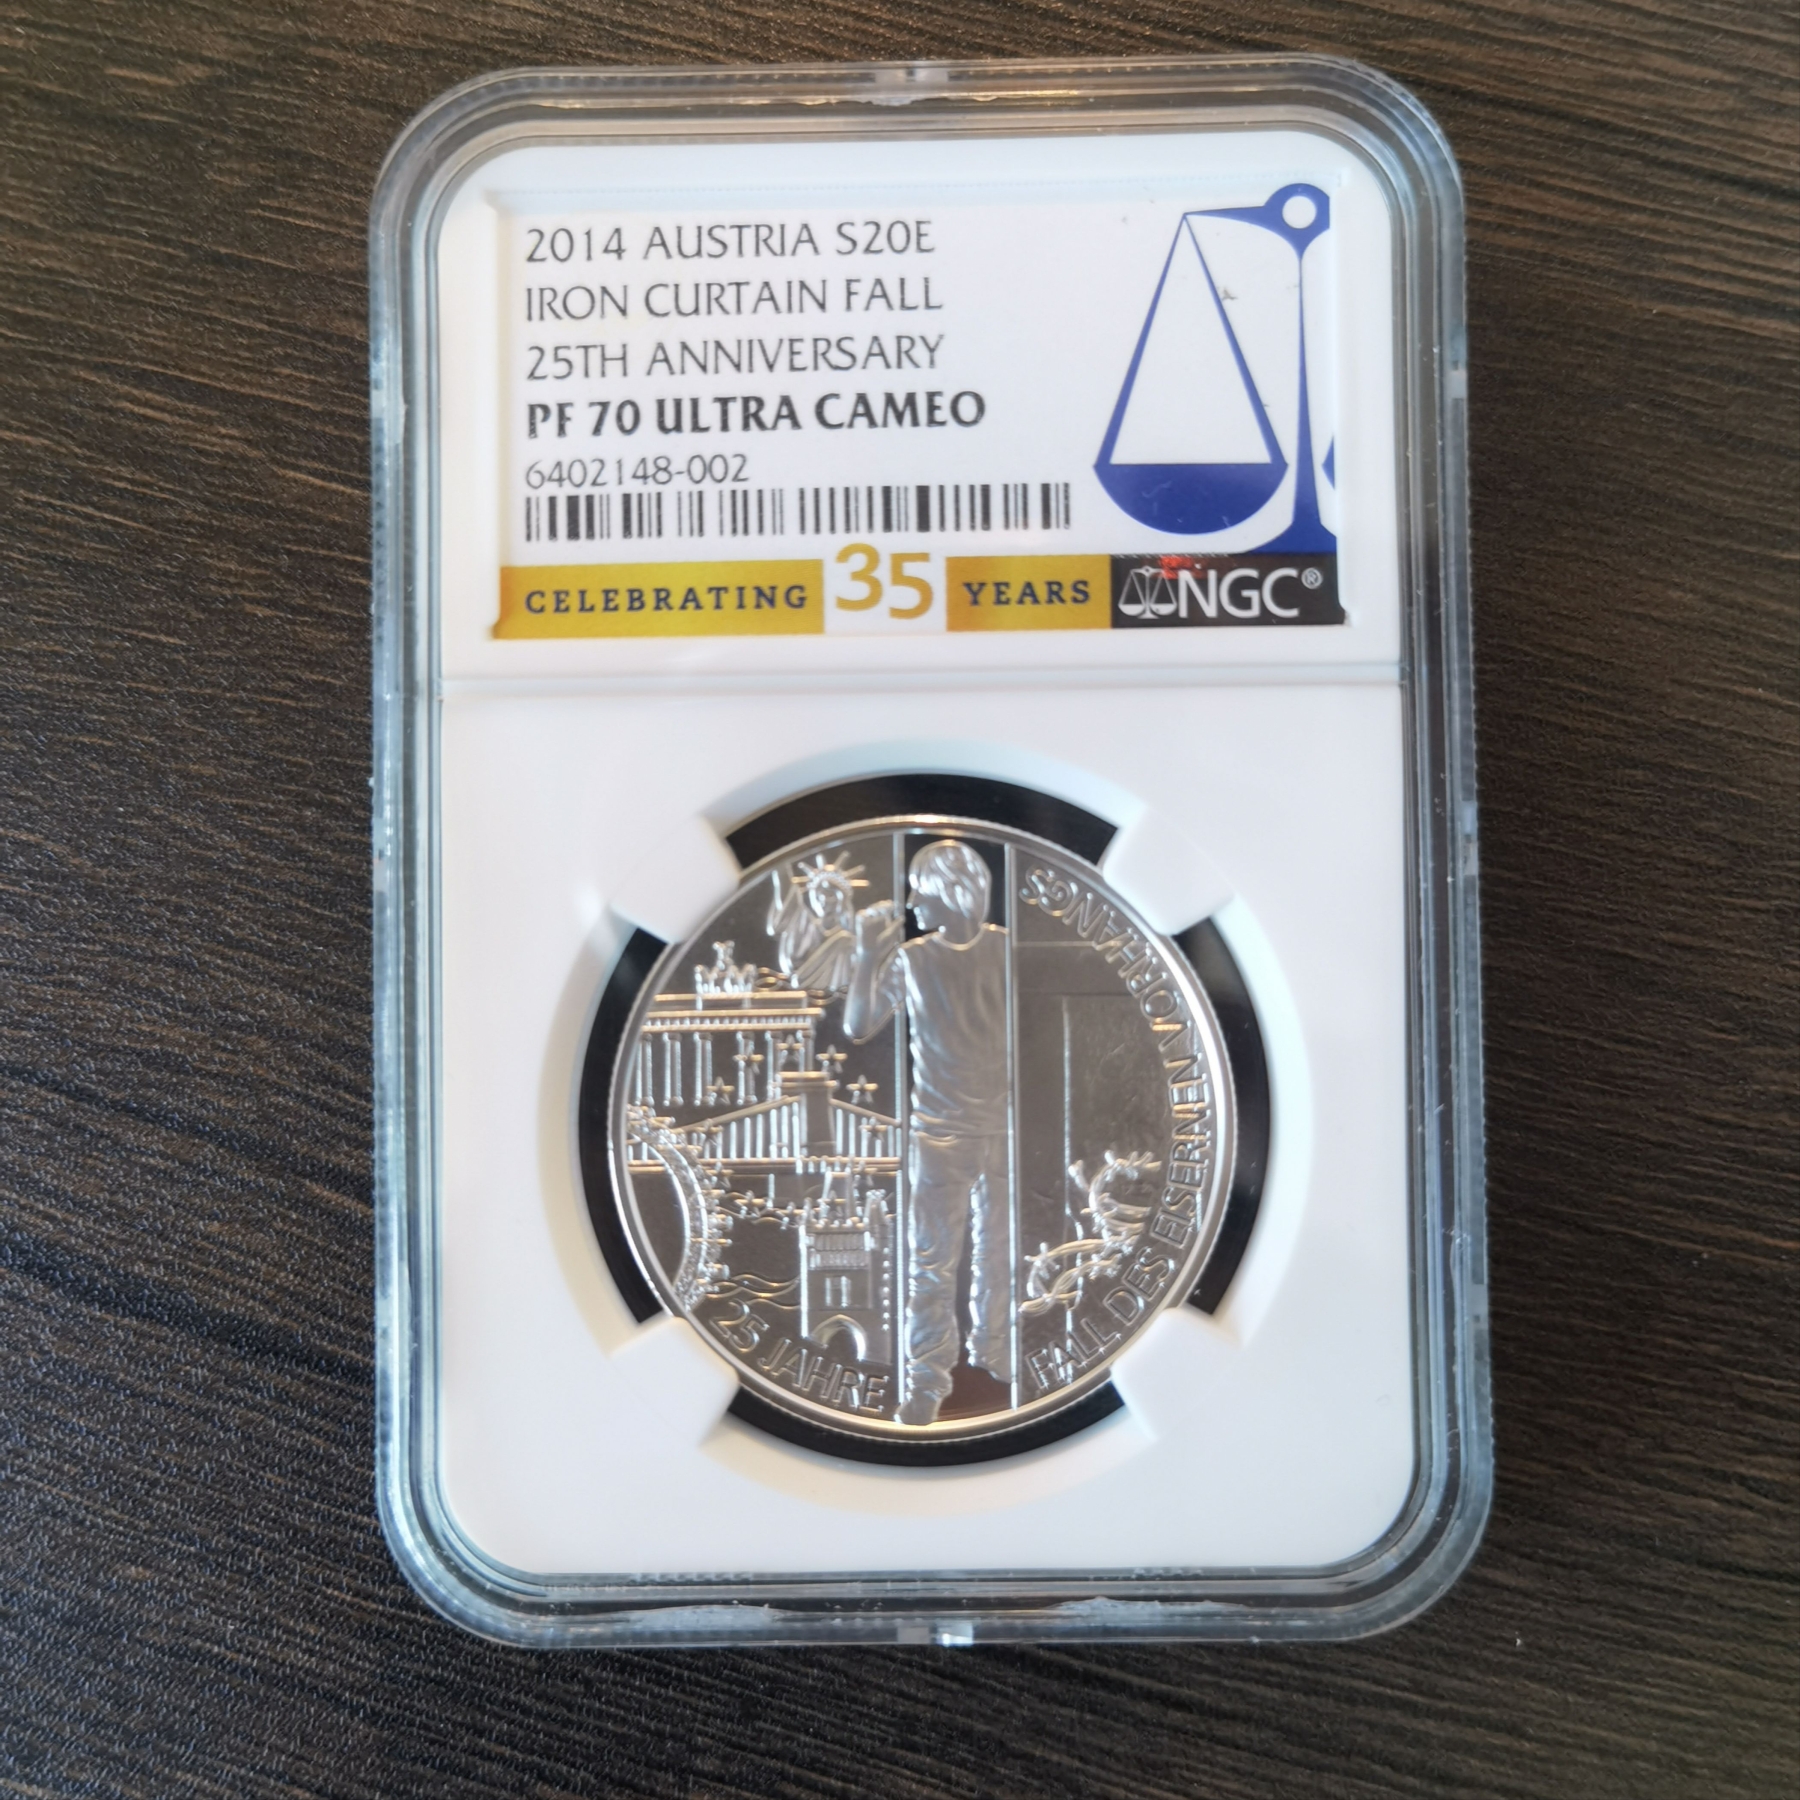 2014 AUSTRIA S20E
IRON CURTAIN FALL
25TH ANNIVERSARY
PF 70 ULTRA CAMEO
6402148-002
CELEBRATING 35 YEARS NGC®
25 JAHRE
FALL DES EISERNEN VORHANGS